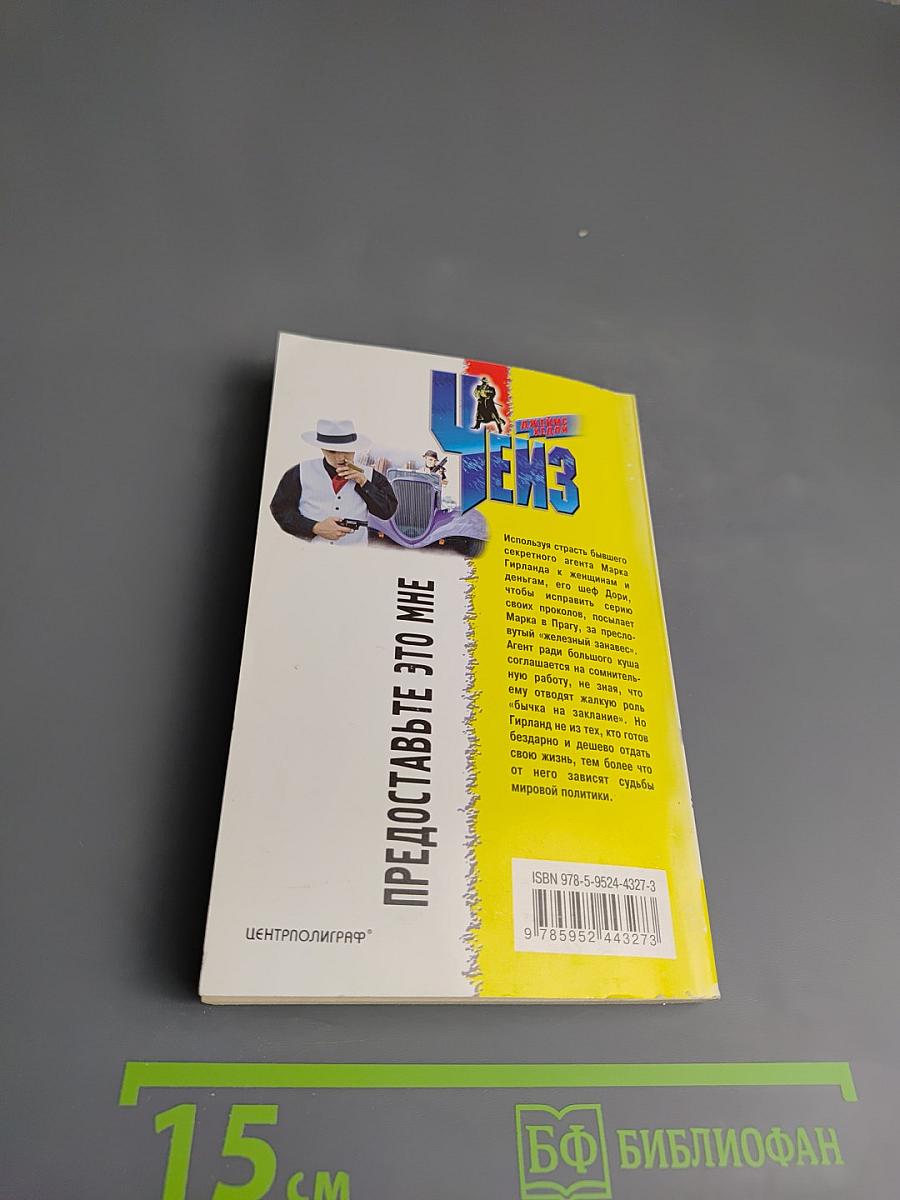 ДЖЕЙМС
ХЕДЛИ
ЧЕЙЗ
Используя страсть бывшего
секретного агента Марка
Гирланда к женщинам и
деньгам, его шеф Дори,
чтобы исправить серию
своих проколов, посылает
Марка в Прагу, за пресло-
вутый «железный занавес».
Агент ради большого куша
соглашается на сомнитель-
ную работу, не зная, что
ему отводят жалкую роль
«бычка на заклание». Но
Гирланд не из тех, кто готов
бездарно и дешево отдать
свою жизнь, тем более что
от него зависят судьбы
мировой политики.
ПРЕДОСТАВЬТЕ ЭТО МНЕ
ISBN 978-5-9524-4327-3
9 785952 443273
ЦЕНТРПОЛИГРАФ®
15 см
БФ БИБЛИОФАН